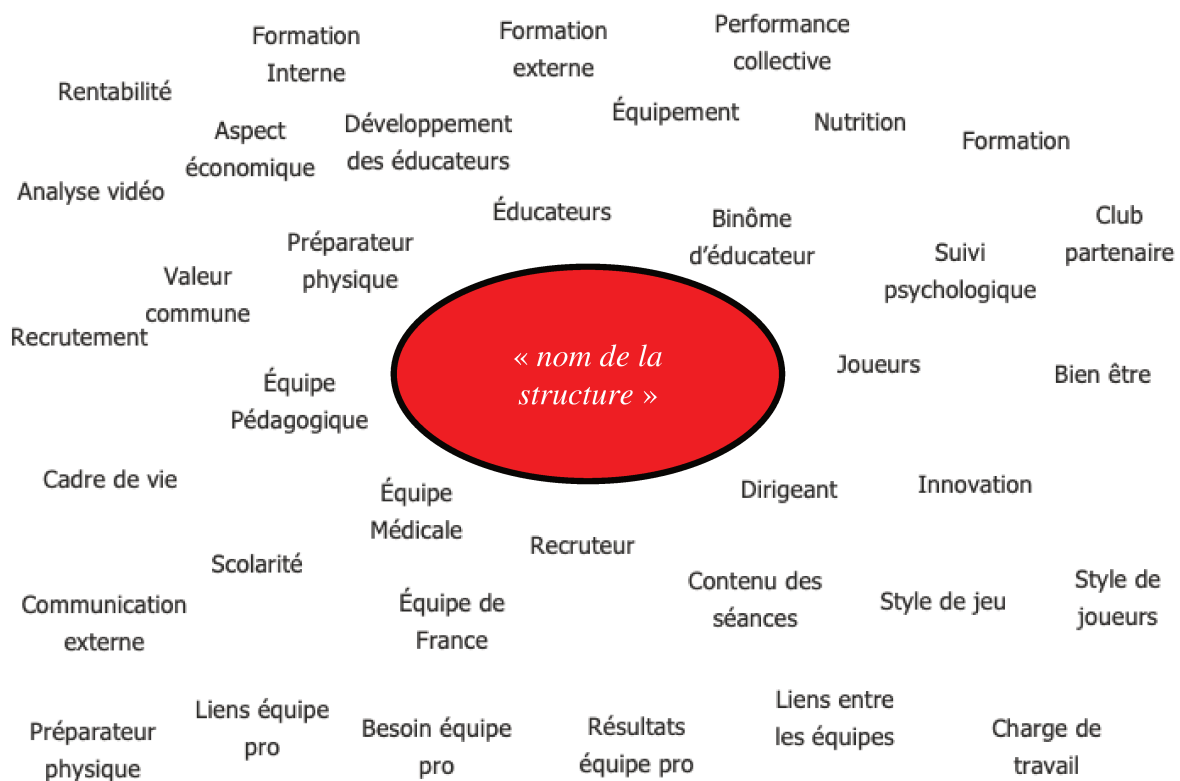 Formation
Interne
Formation
externe
Performance
collective
Rentabilité
Aspect
économique
Développement
des éducateurs
Équipement
Nutrition
Formation
Analyse vidéo
Éducateurs
Binôme
d'éducateur
Club
partenaire
Préparateur
physique
Suivi
psychologique
Valeur
commune
Recrutement
« nom de la
structure »
Joueurs
Bien être
Équipe
Pédagogique
Cadre de vie
Équipe
Médicale
Dirigeant
Innovation
Recruteur
Scolarité
Communication
externe
Équipe de
France
Contenu des
séances
Style de jeu
Style de
joueurs
Préparateur
physique
Liens équipe
pro
Besoin équipe
pro
Résultats
équipe pro
Liens entre
les équipes
Charge de
travail